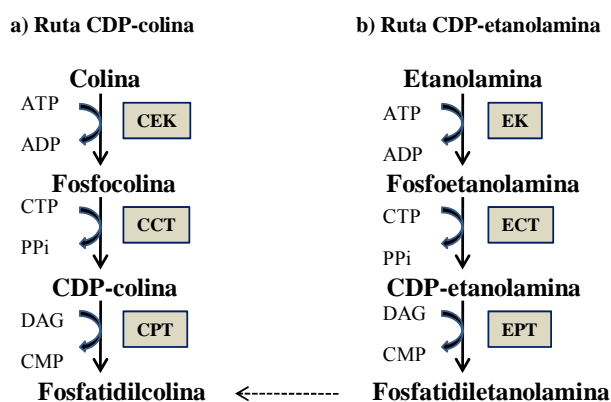 a) Ruta CDP-colina
Colina
ATP
CEK
ADP
Fosfocolina
CTP
CCT
PPi
CDP-colina
DAG
CPT
CMP
Fosfatidilcolina
b) Ruta CDP-etanolamina
Etanolamina
ATP
EK
ADP
Fosfoetanolamina
CTP
ECT
PPi
CDP-etanolamina
DAG
EPT
CMP
Fosfatidiletanolamina